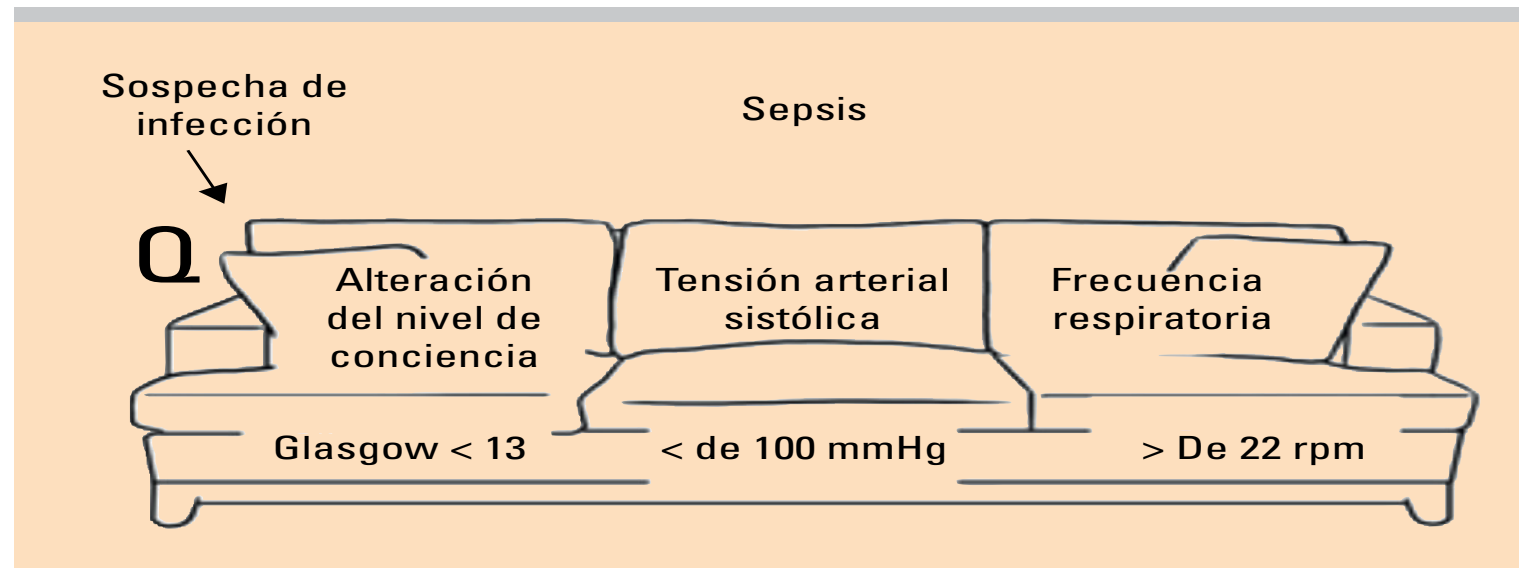 Sospecha de
infección
Sepsis
Q
Alteración
del nivel de
conciencia
Tensión arterial
sistólica
Frecuencia
respiratoria
Glasgow < 13
< de 100 mmHg
> De 22 rpm